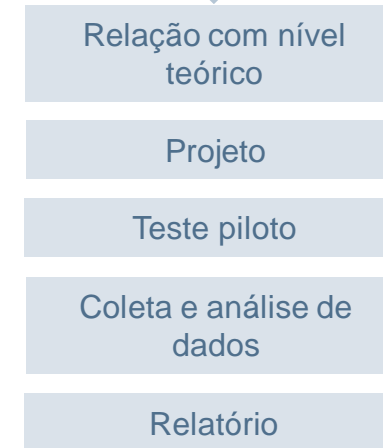 Relação com nível
teórico
Projeto
Teste piloto
Coleta e análise de
dados
Relatório